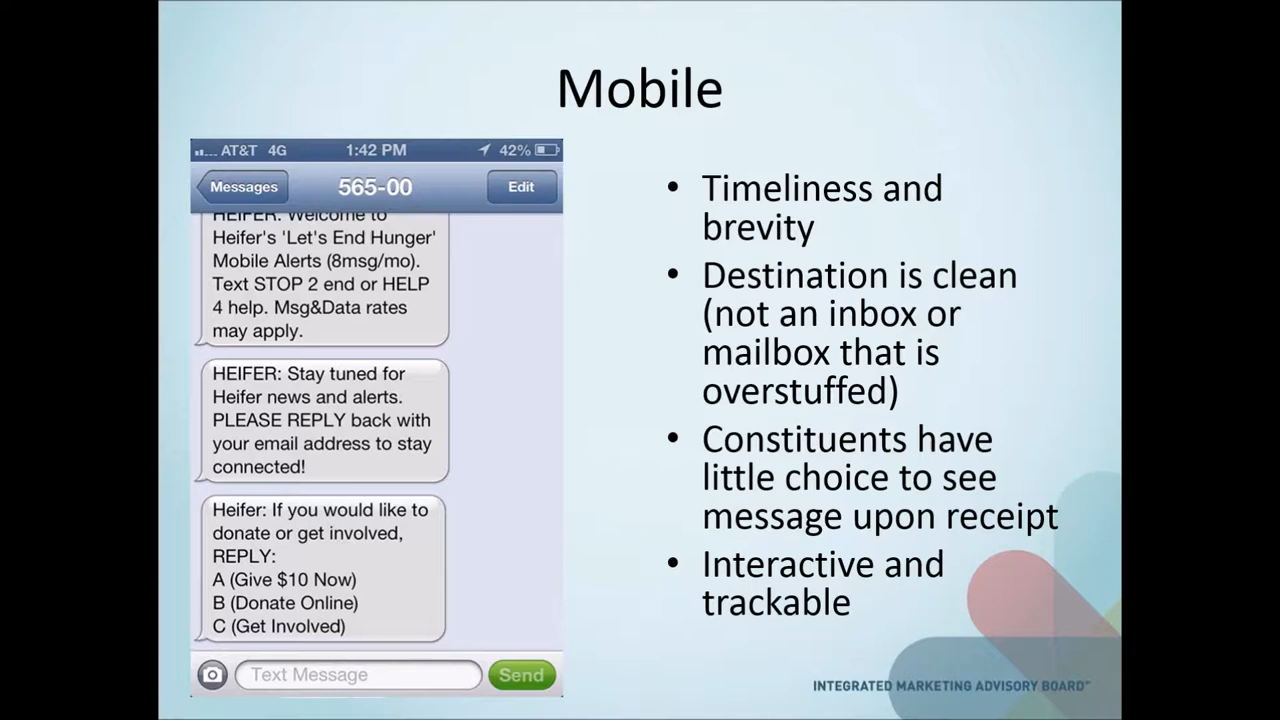 Mobile
AT&T 4G 1:42 PM 42%
Messages 565-00 Edit
HEIFER: Welcome to
Heifer's 'Let's End Hunger'
Mobile Alerts (8msg/mo).
Text STOP 2 end or HELP
4 help. Msg&Data rates
may apply.
HEIFER: Stay tuned for
Heifer news and alerts.
PLEASE REPLY back with
your email address to stay
connected!
Heifer: If you would like to
donate or get involved,
REPLY:
A (Give $10 Now)
B (Donate Online)
C (Get Involved)
Text Message Send
• Timeliness and
brevity
• Destination is clean
(not an inbox or
mailbox that is
overstuffed)
• Constituents have
little choice to see
message upon receipt
• Interactive and
trackable
INTEGRATED MARKETING ADVISORY BOARD™